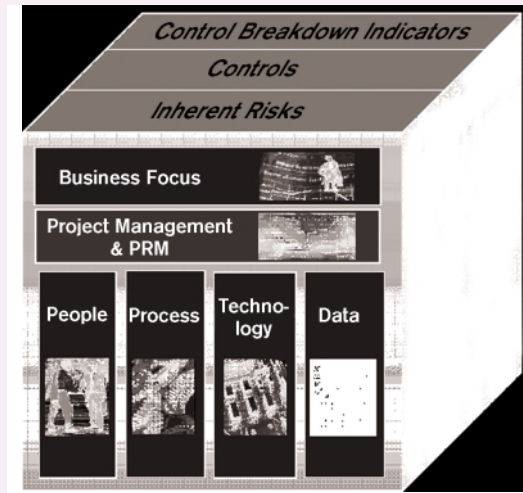 Control Breakdown Indicators
Controls
Inherent Risks
Business Focus
Project Management
& PRM
People
Process
Techno-
logy
Data